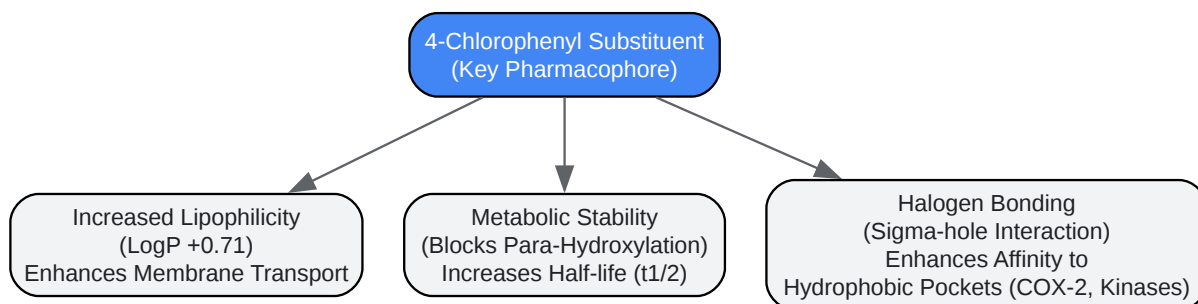 4-Chlorophenyl Substituent
(Key Pharmacophore)
Increased Lipophilicity
(LogP +0.71)
Enhances Membrane Transport
Metabolic Stability
(Blocks Para-Hydroxylation)
Increases Half-life (t1/2)
Halogen Bonding
(Sigma-hole Interaction)
Enhances Affinity to
Hydrophobic Pockets (COX-2, Kinases)